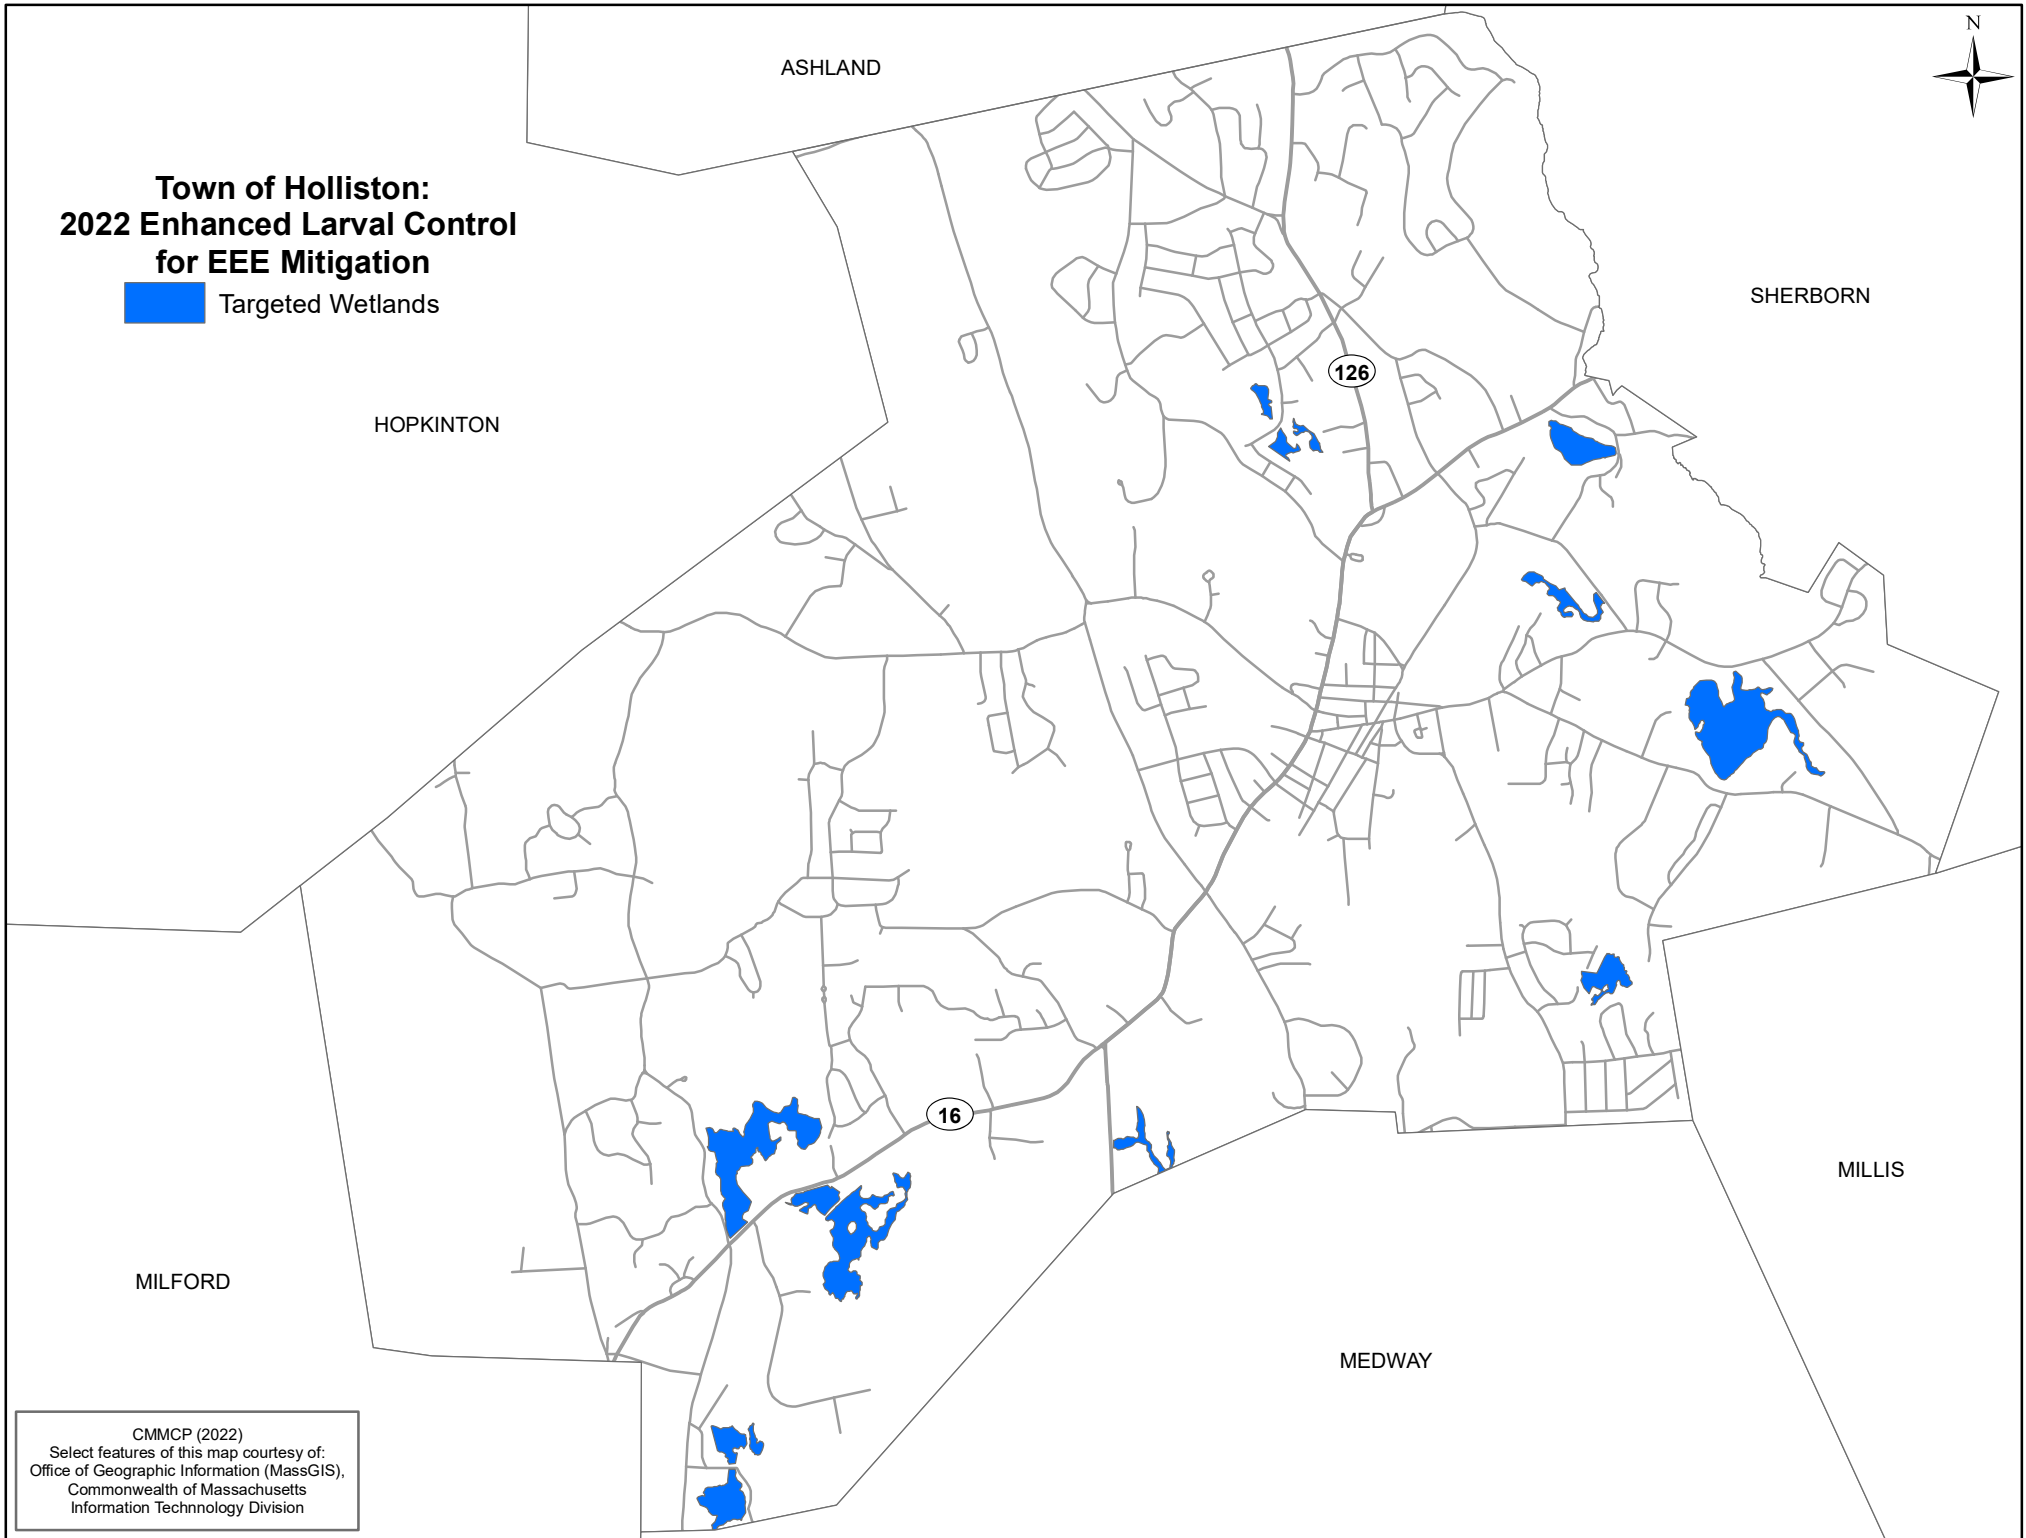 N
ASHLAND
Town of Holliston:
2022 Enhanced Larval Control
for EEE Mitigation
Targeted Wetlands
SHERBORN
126
HOPKINTON
16
MILLIS
MILFORD
MEDWAY
CMMCP (2022)
Select features of this map courtesy of:
Office of Geographic Information (MassGIS),
Commonwealth of Massachusetts
Information Technnology Division